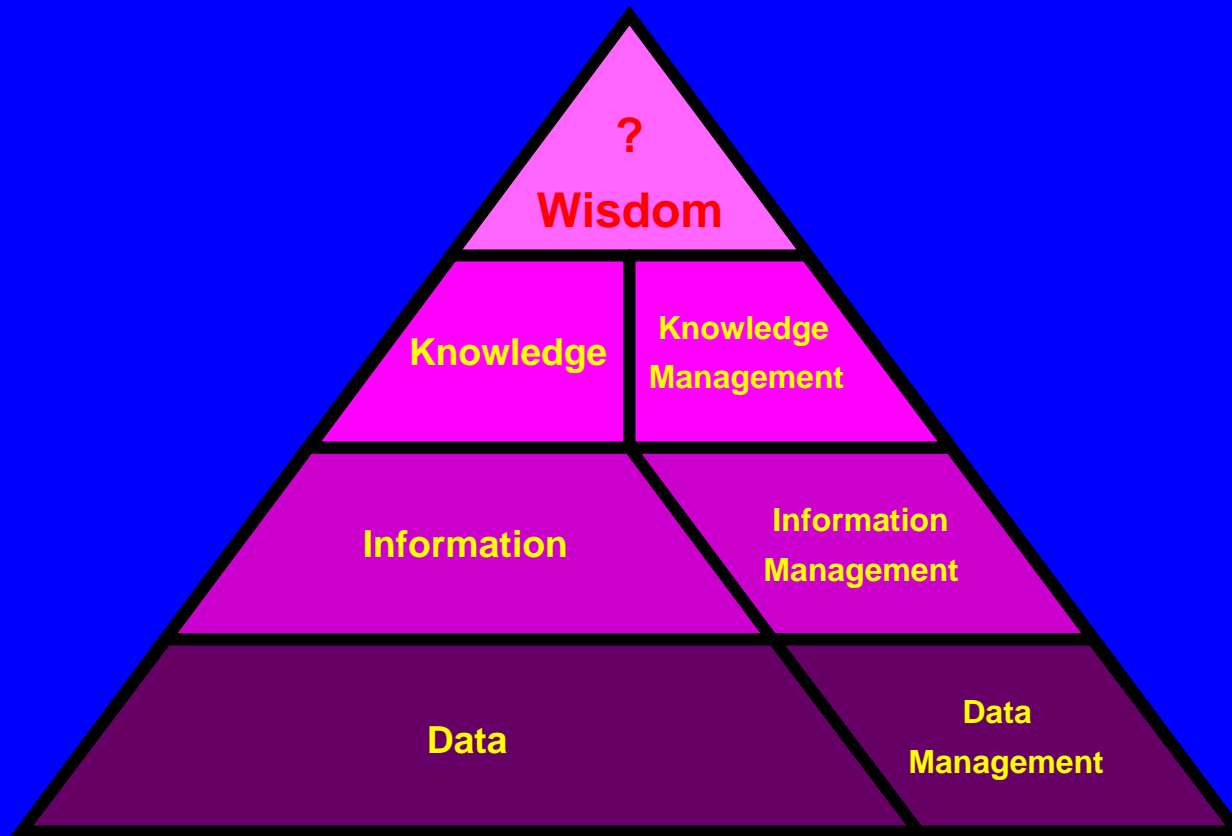 ?
Wisdom
Knowledge
Knowledge
Management
Information
Information
Management
Data
Data
Management